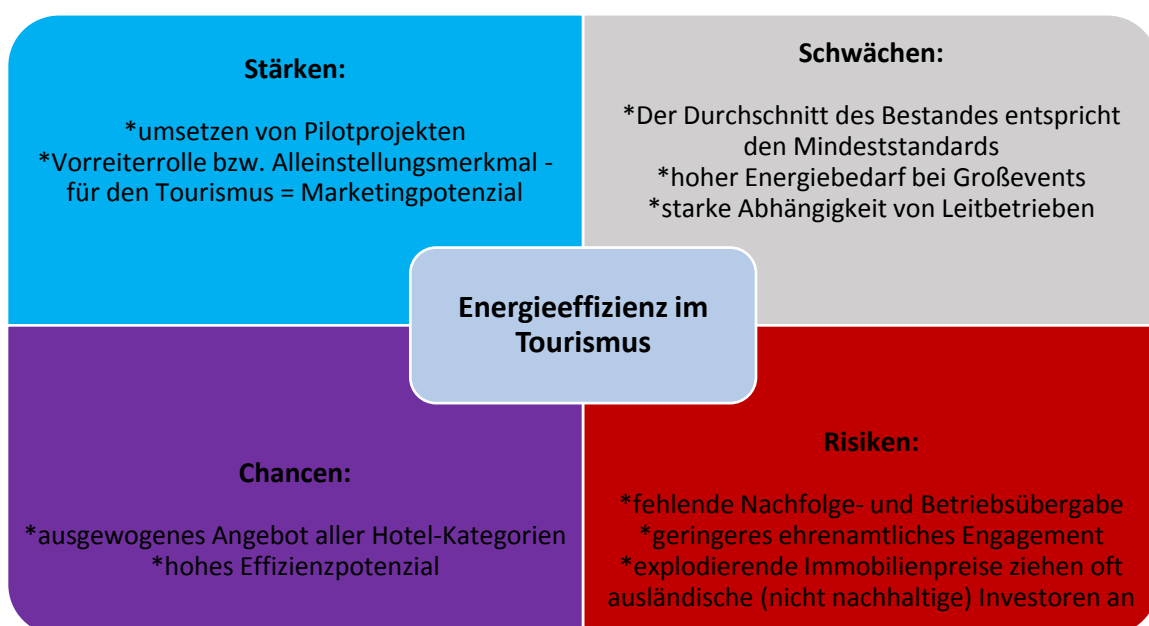 Stärken:
*umsetzen von Pilotprojekten
*Vorreiterrolle bzw. Alleinstellungsmerkmal -
für den Tourismus = Marketingpotenzial
Schwächen:
*Der Durchschnitt des Bestandes entspricht
den Mindeststandards
*hoher Energiebedarf bei Großevents
*starke Abhängigkeit von Leitbetrieben
Energieeffizienz im
Tourismus
Chancen:
*ausgewogenes Angebot aller Hotel-Kategorien
*hohes Effizienzpotenzial
Risiken:
*fehlende Nachfolge- und Betriebsübergabe
*geringeres ehrenamtliches Engagement
*explodierende Immobilienpreise ziehen oft
ausländische (nicht nachhaltige) Investoren an